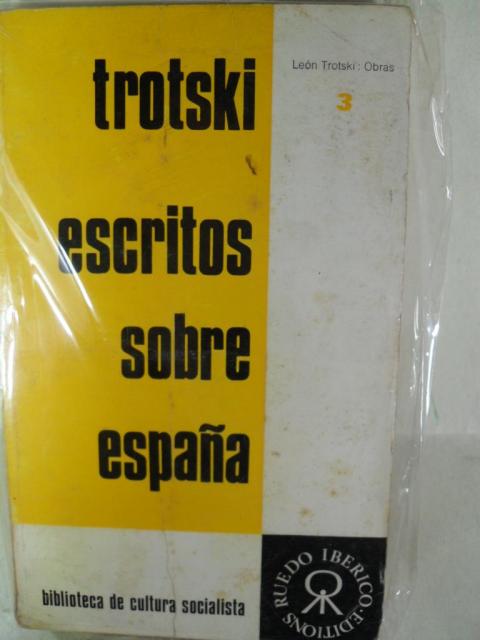 León Trotski : Obras
3
trotski
escritos
sobre
españa
biblioteca de cultura socialista
RUEDO IBERICO · EDITIONS